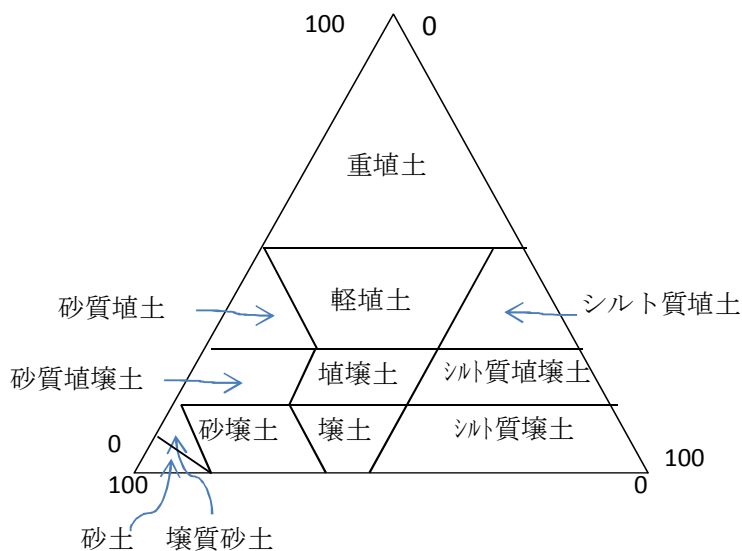 100 0
重埴土
砂質埴土 軽埴土 シルト質埴土
砂質埴壌土 埴壌土 ｼﾙﾄ質埴壌土
砂壌土 壌土 ｼﾙﾄ質壌土
0 100
100 0
砂土 壌質砂土